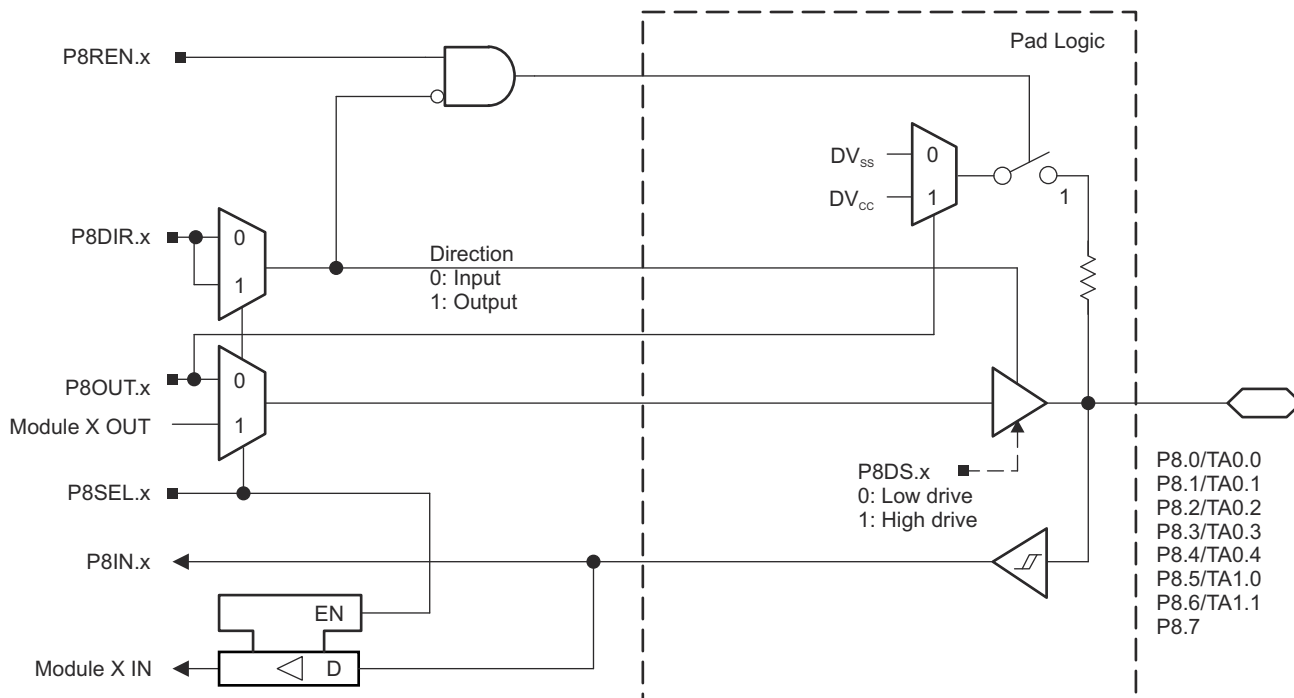 P8REN.x
Pad Logic
DVSS
0
DVCC
1
1
P8DIR.x
0
1
Direction
0: Input
1: Output
P8OUT.x
0
Module X OUT
1
P8SEL.x
P8DS.x
0: Low drive
1: High drive
P8.0/TA0.0
P8.1/TA0.1
P8.2/TA0.2
P8.3/TA0.3
P8.4/TA0.4
P8.5/TA1.0
P8.6/TA1.1
P8.7
P8IN.x
EN
Module X IN
D